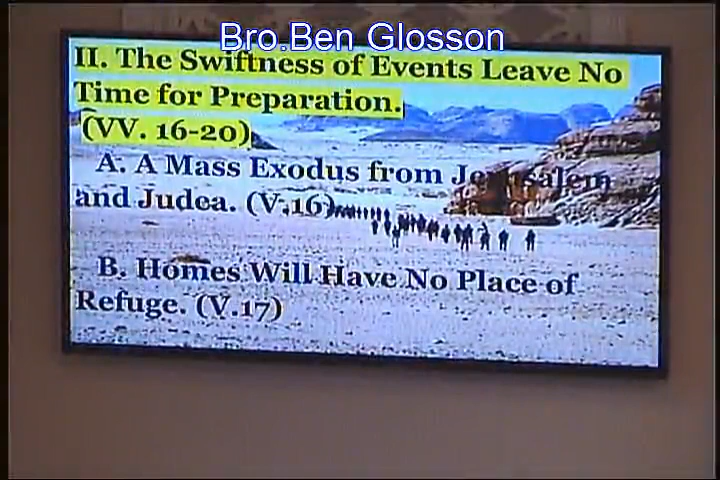 Bro.Ben Glosson
II. The Swiftness of Events Leave No
Time for Preparation.
(VV. 16-20)
A. A Mass Exodus from Jerusalem
and Judea. (V.16)
B. Homes Will Have No Place of
Refuge. (V.17)